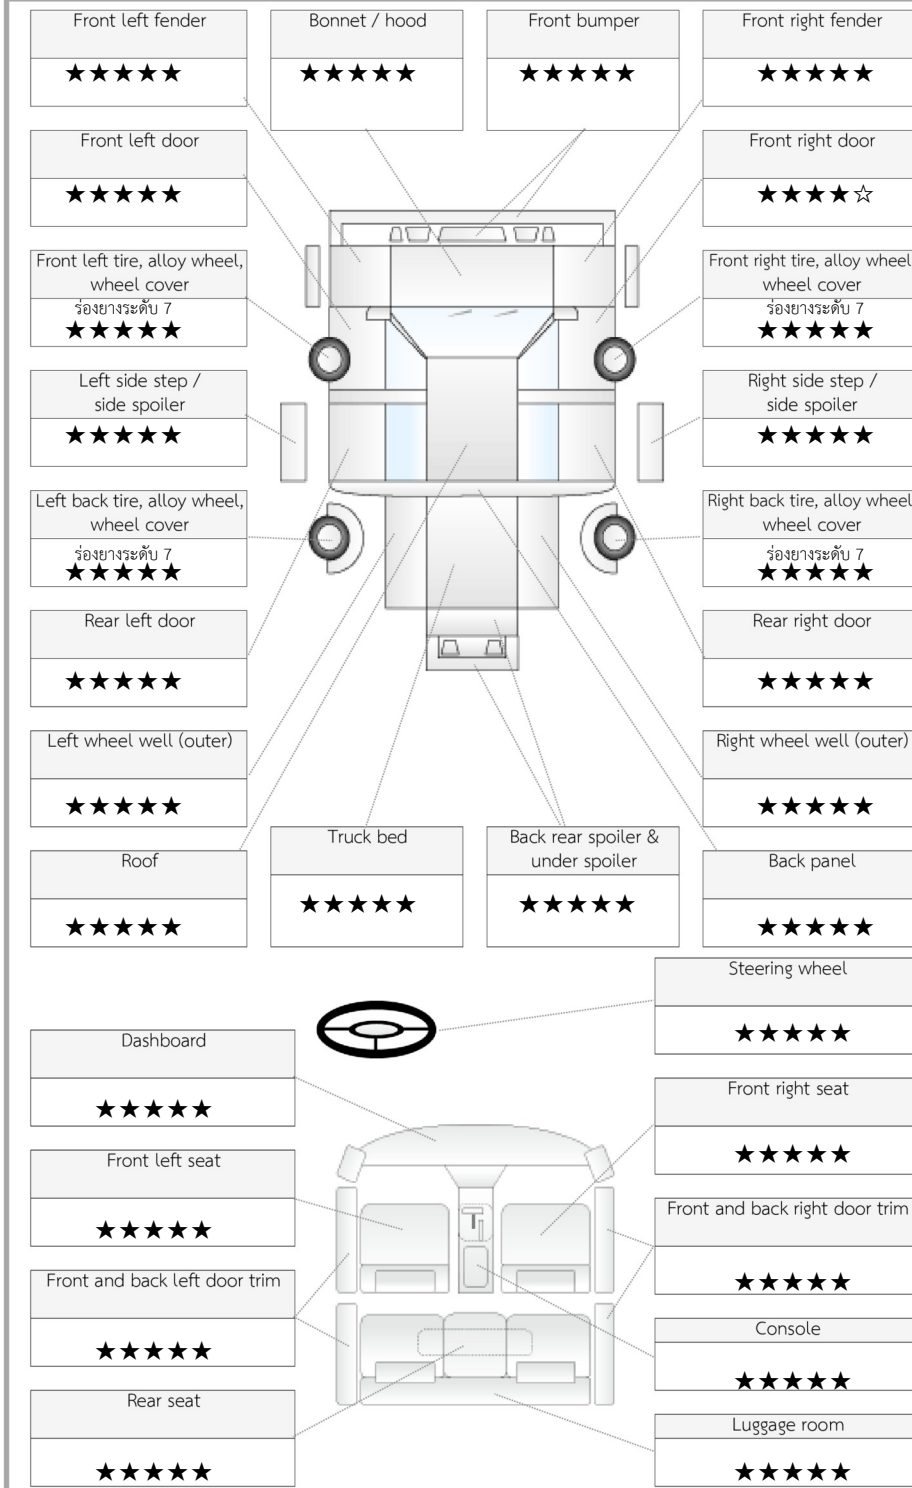 Front left fender
★★★★★
Bonnet / hood
★★★★★
Front bumper
★★★★★
Front right fender
★★★★★
Front left door
★★★★★
Front right door
★★★★☆
Front left tire, alloy wheel,
wheel cover
ร่องยางระดับ 7
★★★★★
Front right tire, alloy wheel
wheel cover
ร่องยางระดับ 7
★★★★★
Left side step /
side spoiler
★★★★★
Right side step /
side spoiler
★★★★★
Left back tire, alloy wheel,
wheel cover
ร่องยางระดับ 7
★★★★★
Right back tire, alloy wheel
wheel cover
ร่องยางระดับ 7
★★★★★
Rear left door
★★★★★
Rear right door
★★★★★
Left wheel well (outer)
★★★★★
Right wheel well (outer)
★★★★★
Roof
★★★★★
Truck bed
★★★★★
Back rear spoiler &
under spoiler
★★★★★
Back panel
★★★★★
Steering wheel
★★★★★
Dashboard
★★★★★
Front right seat
★★★★★
Front left seat
★★★★★
Front and back right door trim
★★★★★
Front and back left door trim
★★★★★
Console
★★★★★
Rear seat
★★★★★
Luggage room
★★★★★